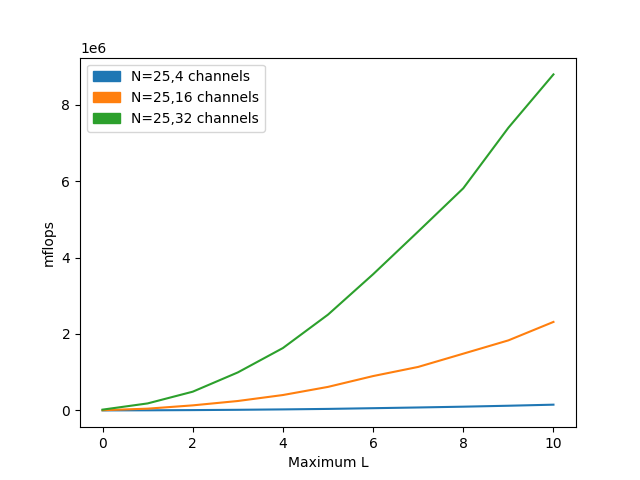 1e6
N=25,4 channels
N=25,16 channels
N=25,32 channels
8
6
4
2
0
mflops
0 2 4 6 8 10
Maximum L